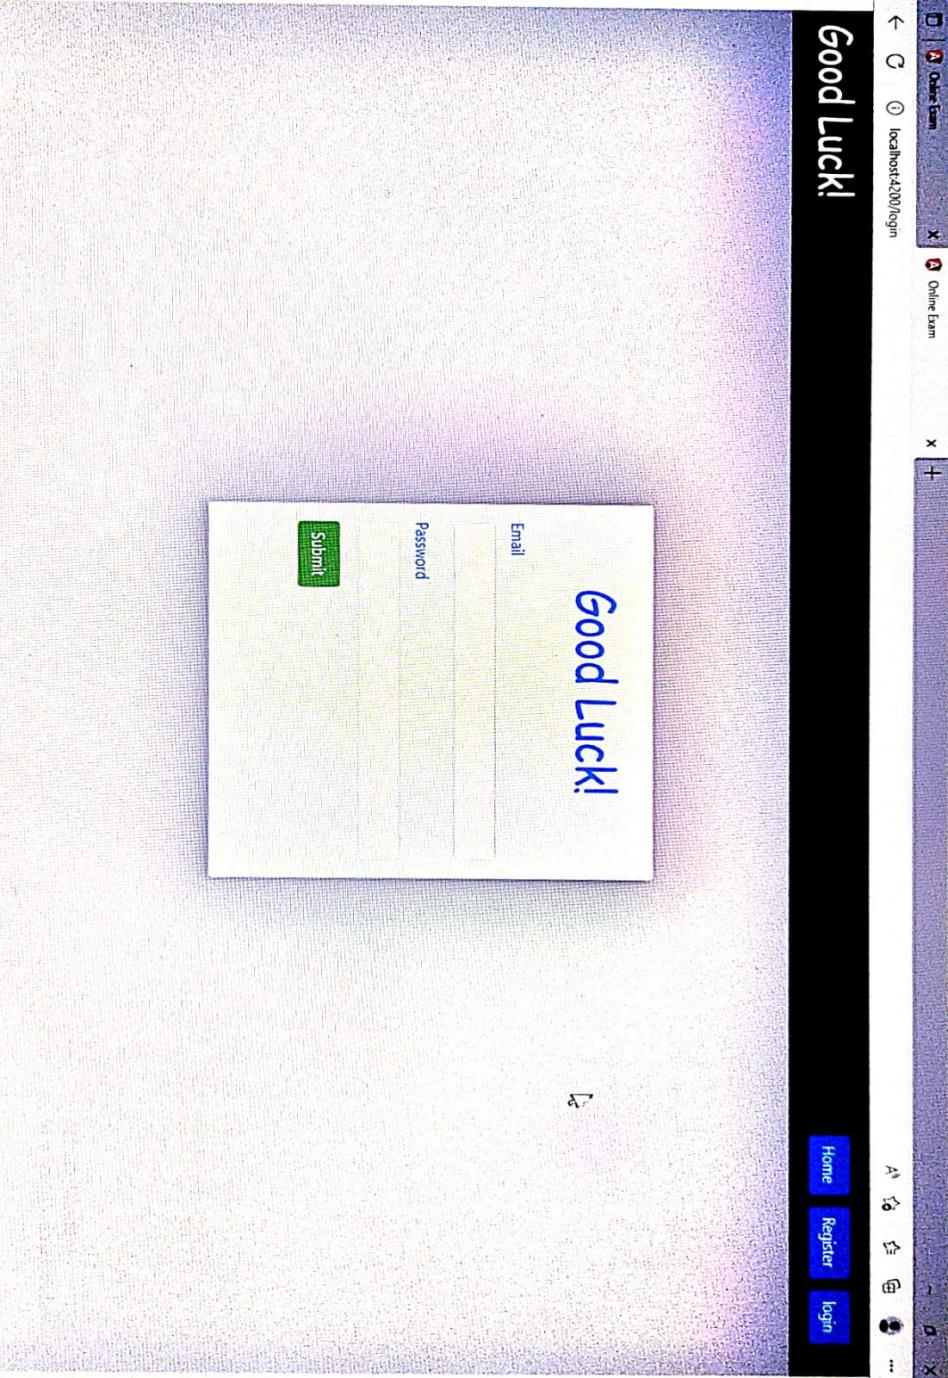 Online Exam
Online Exam
localhost:4200/login
Good Luck!
Home
Register
login
Good Luck!
Email
Password
Submit